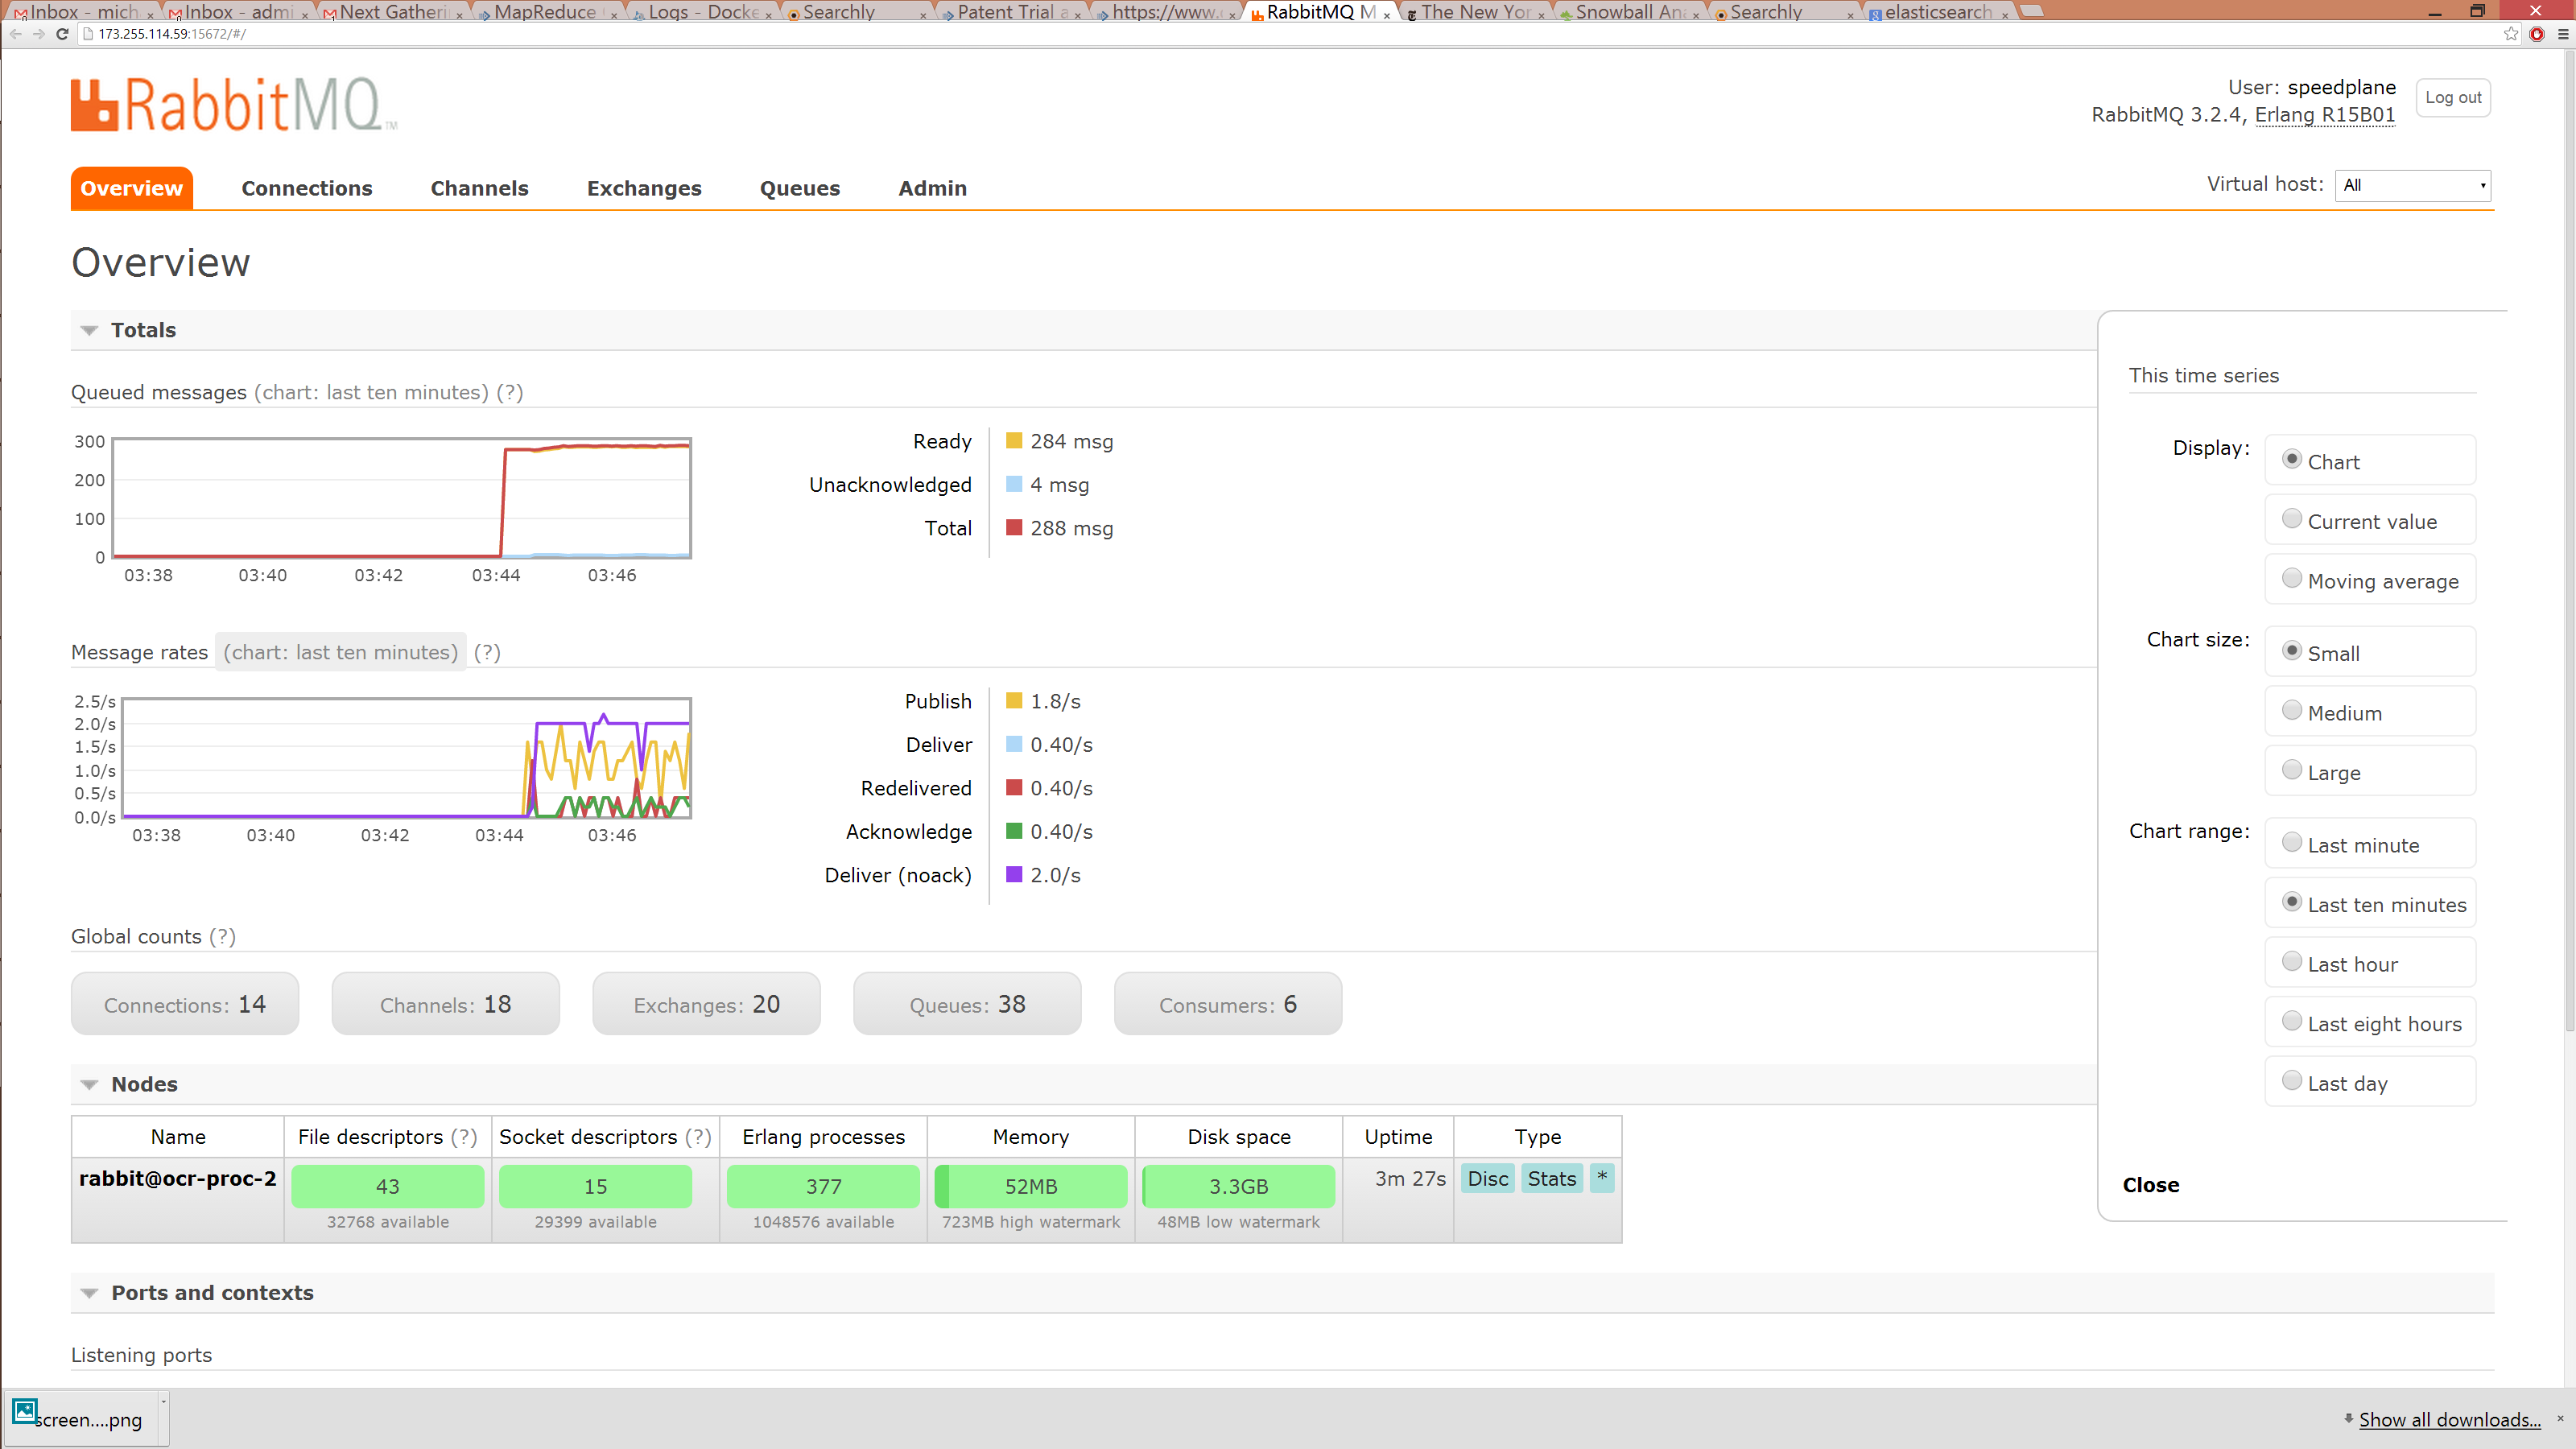 Inbox - mich
Inbox - admi
Next Gatheri
MapReduce
Logs - Docke
Searchly
Patent Trial a
https://www.
RabbitMQ M
The New Yor
Snowball Ana
Searchly
elasticsearch
173.255.114.59:15672/#/
RabbitMQ TM
User: speedplane
RabbitMQ 3.2.4, Erlang R15B01
Log out
Overview Connections Channels Exchanges Queues Admin
Virtual host: All
Overview
Totals
Queued messages (chart: last ten minutes) (?)
300
200
100
0
03:38 03:40 03:42 03:44 03:46
Ready 284 msg
Unacknowledged 4 msg
Total 288 msg
Message rates (chart: last ten minutes) (?)
2.5/s
2.0/s
1.5/s
1.0/s
0.5/s
0.0/s
03:38 03:40 03:42 03:44 03:46
Publish 1.8/s
Deliver 0.40/s
Redelivered 0.40/s
Acknowledge 0.40/s
Deliver (noack) 2.0/s
Global counts (?)
Connections: 14
Channels: 18
Exchanges: 20
Queues: 38
Consumers: 6
Nodes
Name File descriptors (?) Socket descriptors (?) Erlang processes Memory Disk space Uptime Type
rabbit@ocr-proc-2 43 15 377 52MB 3.3GB 3m 27s Disc Stats *
32768 available 29399 available 1048576 available 723MB high watermark 48MB low watermark
Ports and contexts
Listening ports
This time series
Display: Chart
Current value
Moving average
Chart size: Small
Medium
Large
Chart range: Last minute
Last ten minutes
Last hour
Last eight hours
Last day
Close
screen....png
Show all downloads...